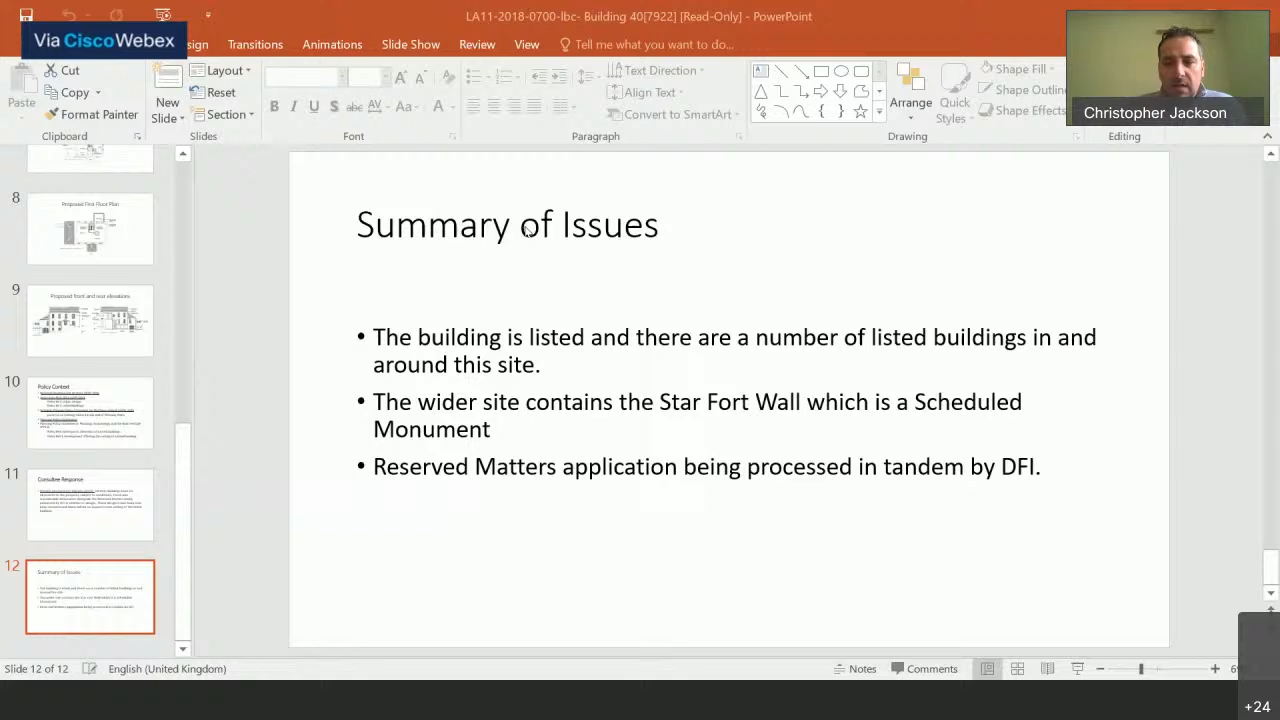 LA11-2018-0700-lbc- Building 40[7922] [Read-Only] - PowerPoint
Via CiscoWebex
sign Transitions Animations Slide Show Review View Tell me what you want to do...
Paste
Cut
Copy
Format Painter
Clipboard
New
Slide
Layout
Reset
Section
Slides
Font
Text Direction
Align Text
Convert to SmartArt
Paragraph
Arrange
Quick
Styles
Shape Fill
Shape Outline
Shape Effects
Drawing
Editing
Christopher Jackson
8
Proposed First Floor Plan
9
Proposed front and rear elevations
10
Policy Context
11
Consultee Response
12
Summary of Issues
Summary of Issues
• The building is listed and there are a number of listed buildings in and
around this site.
• The wider site contains the Star Fort Wall which is a Scheduled
Monument
• Reserved Matters application being processed in tandem by DFI.
Slide 12 of 12 English (United Kingdom) Notes Comments
+24